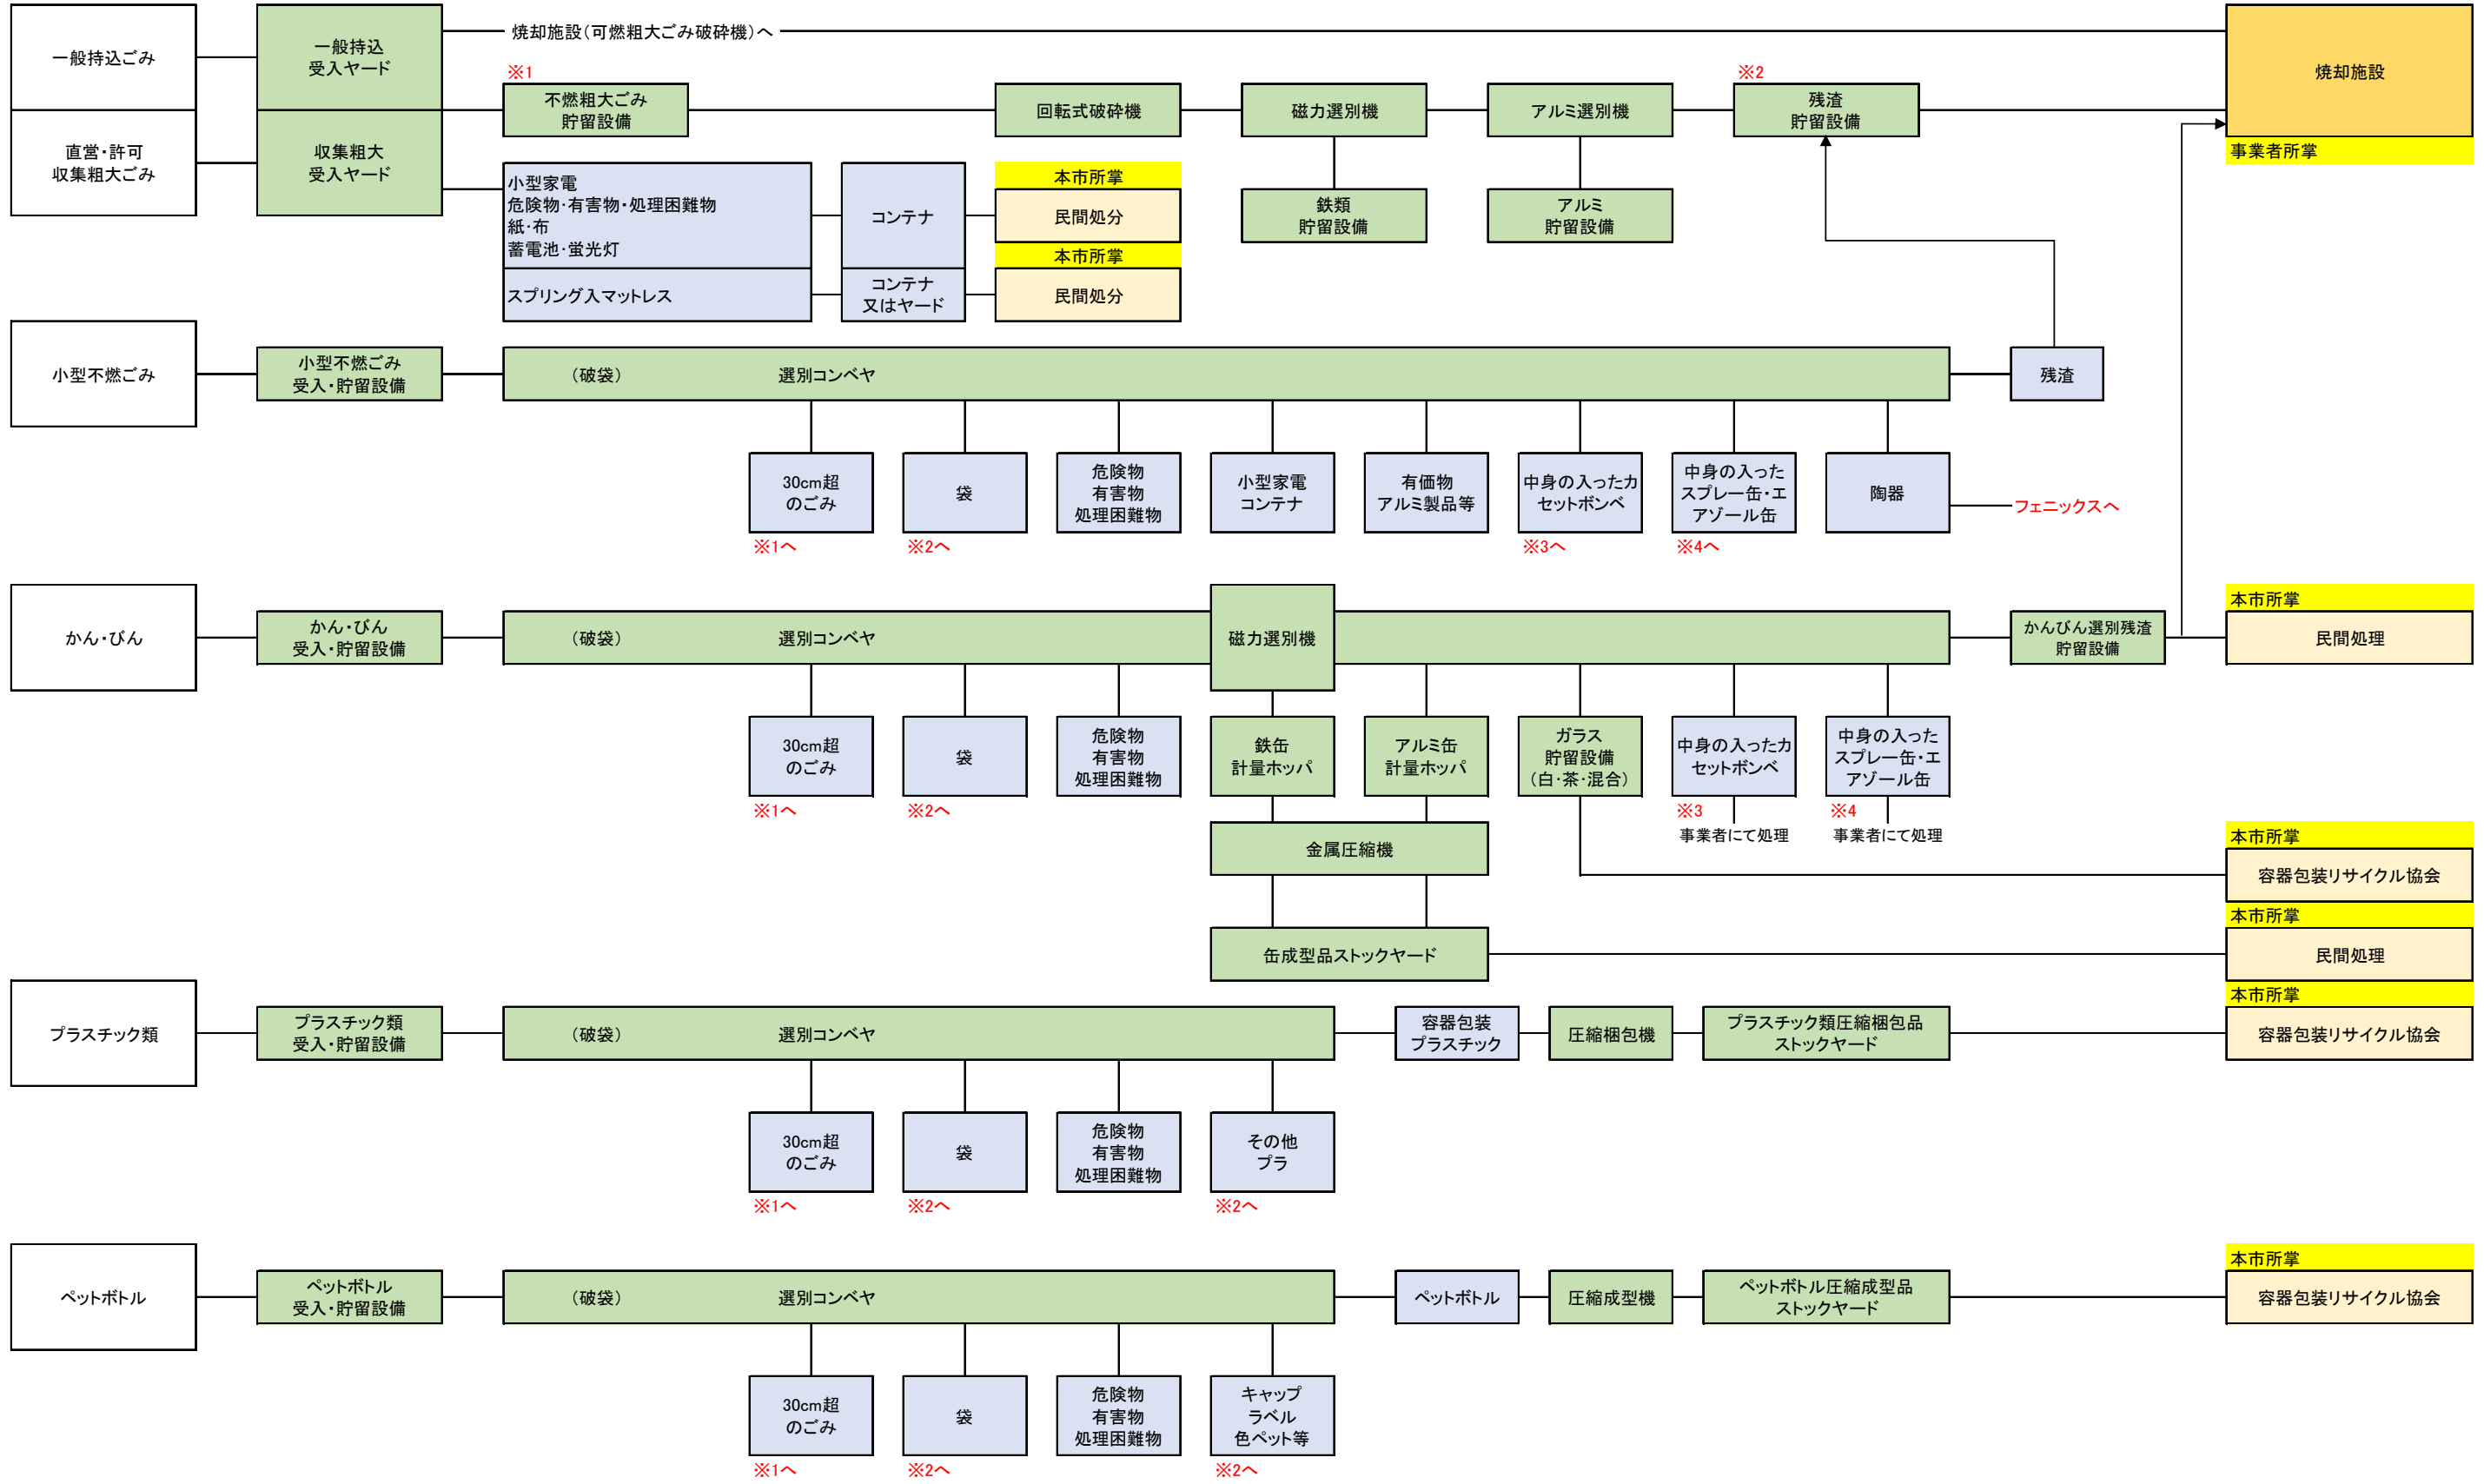 一般持込ごみ
一般持込
受入ヤード
焼却施設(可燃粗大ごみ破砕機)へ
焼却施設
事業者所掌
直営・許可
収集粗大ごみ
収集粗大
受入ヤード
※1
不燃粗大ごみ
貯留設備
回転式破砕機
磁力選別機
アルミ選別機
※2
残渣
貯留設備
鉄類
貯留設備
アルミ
貯留設備
小型家電
危険物・有害物・処理困難物
紙・布
蓄電池・蛍光灯
コンテナ
本市所掌
民間処分
スプリング入マットレス
コンテナ
又はヤード
本市所掌
民間処分
小型不燃ごみ
小型不燃ごみ
受入・貯留設備
(破袋)
選別コンベヤ
残渣
30cm超
のごみ
※1へ
袋
※2へ
危険物
有害物
処理困難物
小型家電
コンテナ
有価物
アルミ製品等
中身の入ったカ
セットボンベ
※3へ
中身の入った
スプレー缶・エ
アゾール缶
※4へ
陶器
フェニックスへ
かん・びん
かん・びん
受入・貯留設備
(破袋)
選別コンベヤ
磁力選別機
かんびん選別残渣
貯留設備
本市所掌
民間処理
30cm超
のごみ
※1へ
袋
※2へ
危険物
有害物
処理困難物
鉄缶
計量ホッパ
アルミ缶
計量ホッパ
ガラス
貯留設備
(白・茶・混合)
中身の入ったカ
セットボンベ
※3
事業者にて処理
中身の入った
スプレー缶・エ
アゾール缶
※4
事業者にて処理
金属圧縮機
本市所掌
容器包装リサイクル協会
缶成型品ストックヤード
本市所掌
民間処理
プラスチック類
プラスチック類
受入・貯留設備
(破袋)
選別コンベヤ
容器包装
プラスチック
圧縮梱包機
プラスチック類圧縮梱包品
ストックヤード
本市所掌
容器包装リサイクル協会
30cm超
のごみ
※1へ
袋
※2へ
危険物
有害物
処理困難物
その他
プラ
※2へ
ペットボトル
ペットボトル
受入・貯留設備
(破袋)
選別コンベヤ
ペットボトル
圧縮成型機
ペットボトル圧縮成型品
ストックヤード
本市所掌
容器包装リサイクル協会
30cm超
のごみ
※1へ
袋
※2へ
危険物
有害物
処理困難物
キャップ
ラベル
色ペット等
※2へ